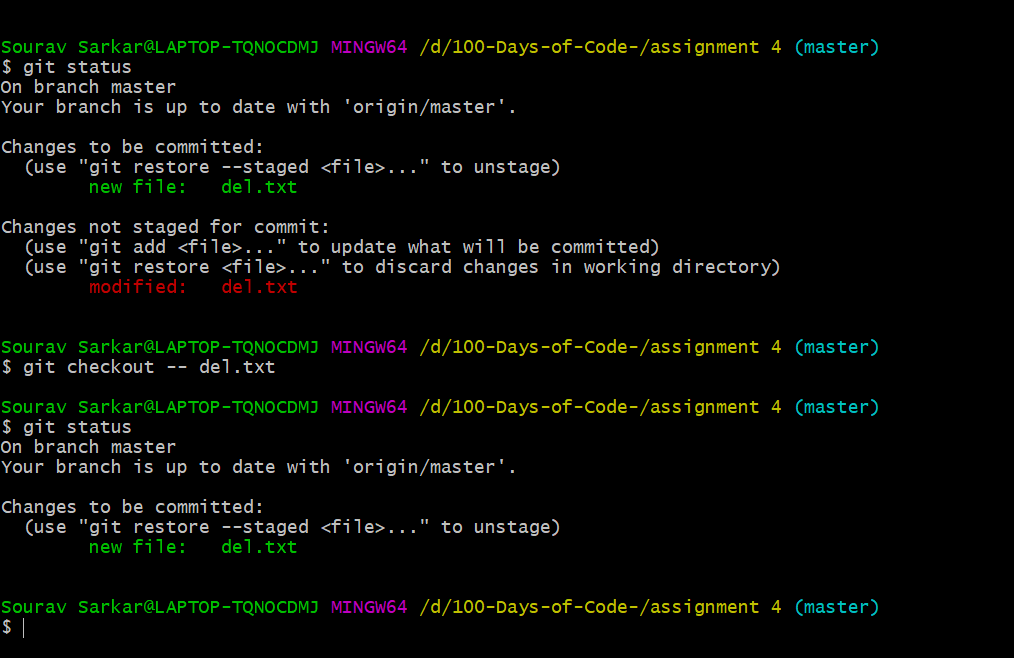 Sourav Sarkar@LAPTOP-TQNOCDMJ MINGW64 /d/100-Days-of-Code-/assignment 4 (master)
$ git status
On branch master
Your branch is up to date with 'origin/master'.
Changes to be committed:
  (use "git restore --staged <file>..." to unstage)
        new file:   del.txt
Changes not staged for commit:
  (use "git add <file>..." to update what will be committed)
  (use "git restore <file>..." to discard changes in working directory)
        modified:   del.txt
Sourav Sarkar@LAPTOP-TQNOCDMJ MINGW64 /d/100-Days-of-Code-/assignment 4 (master)
$ git checkout -- del.txt
Sourav Sarkar@LAPTOP-TQNOCDMJ MINGW64 /d/100-Days-of-Code-/assignment 4 (master)
$ git status
On branch master
Your branch is up to date with 'origin/master'.
Changes to be committed:
  (use "git restore --staged <file>..." to unstage)
        new file:   del.txt
Sourav Sarkar@LAPTOP-TQNOCDMJ MINGW64 /d/100-Days-of-Code-/assignment 4 (master)
$